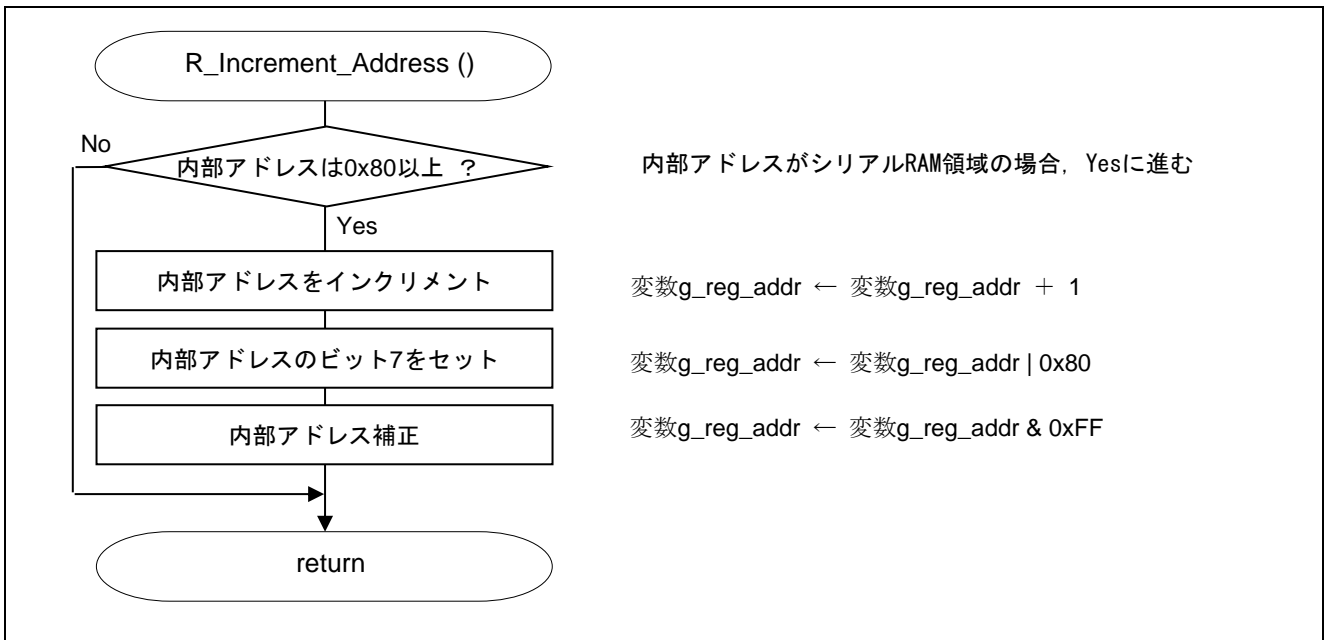 R_Increment_Address ()
No
内部アドレスは0x80以上 ?
内部アドレスがシリアルRAM領域の場合, Yesに進む
Yes
内部アドレスをインクリメント
変数g_reg_addr ← 変数g_reg_addr + 1
内部アドレスのビット7をセット
変数g_reg_addr ← 変数g_reg_addr | 0x80
内部アドレス補正
変数g_reg_addr ← 変数g_reg_addr & 0xFF
return